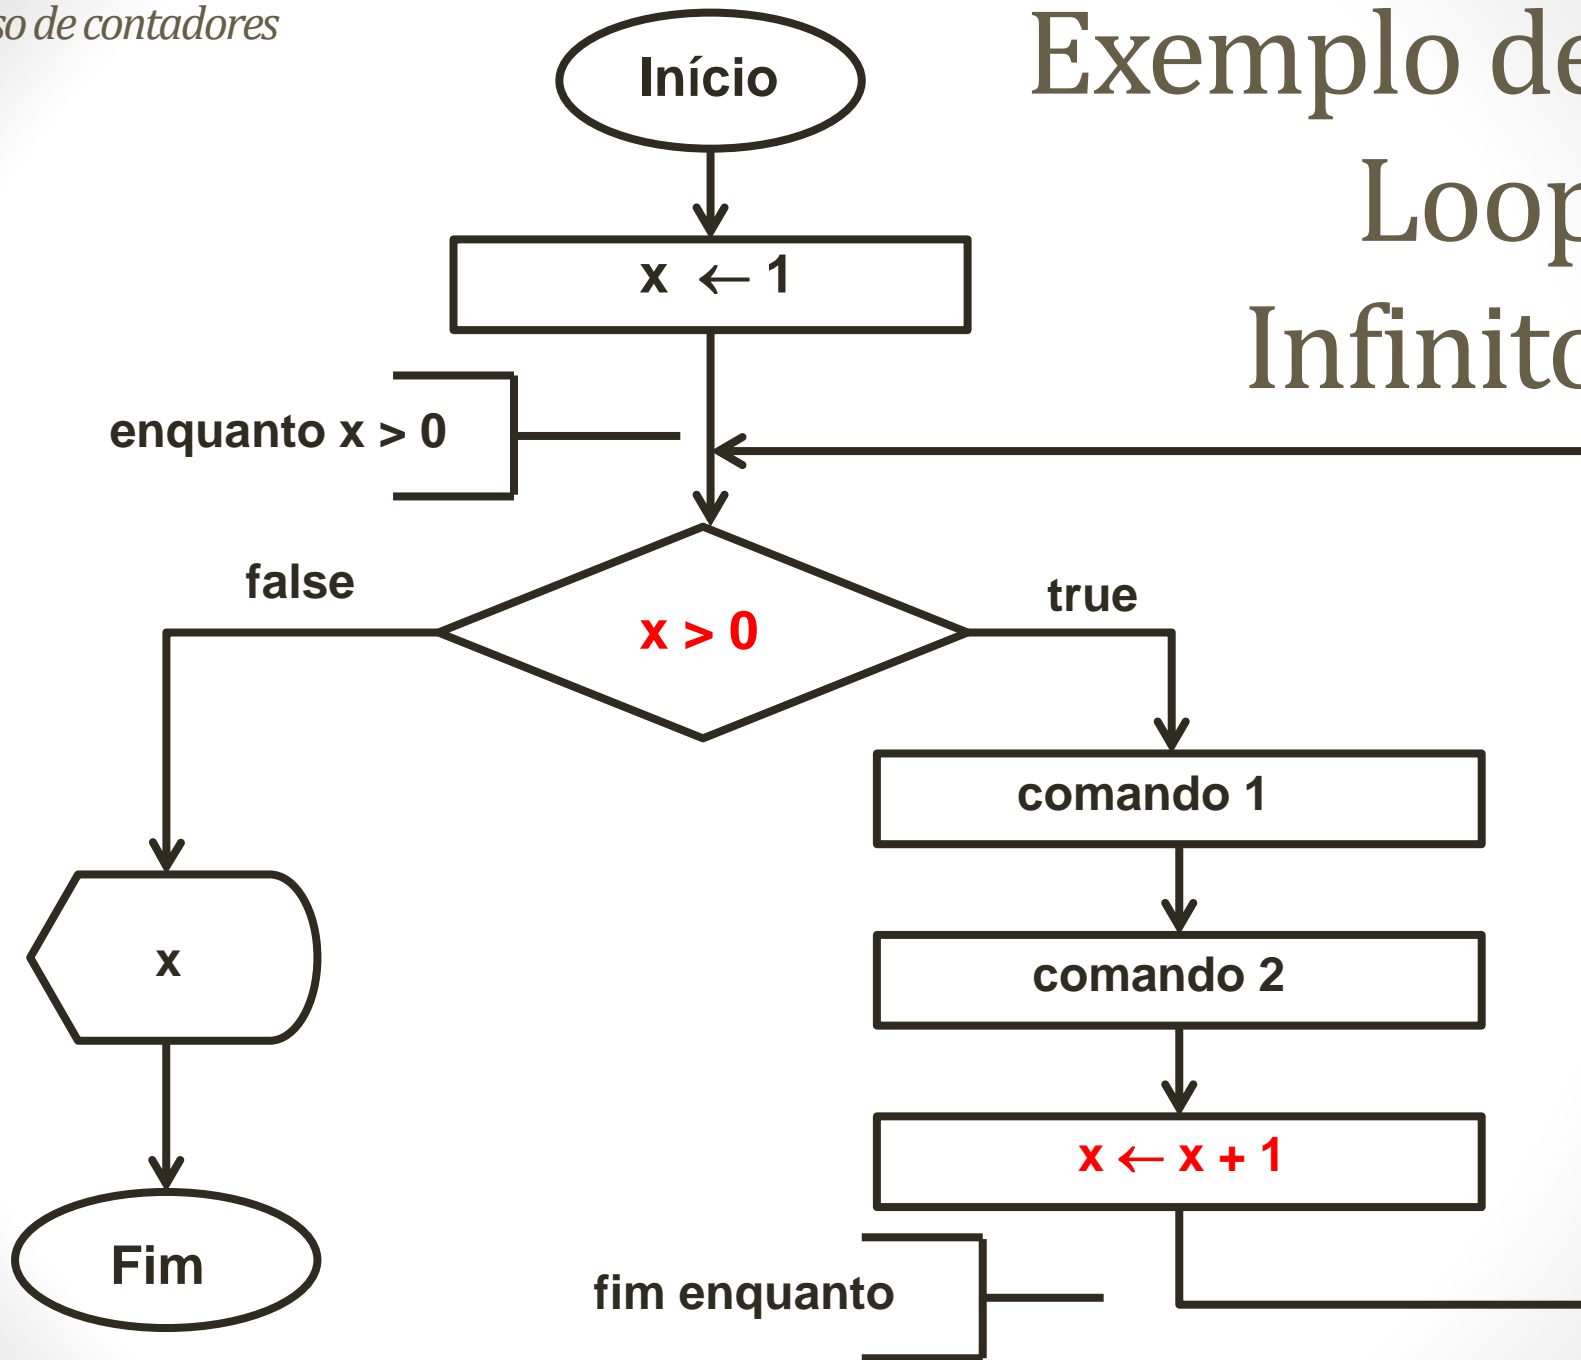 so de contadores
Exemplo de
Loop
Infinito
Início
x ← 1
enquanto x > 0
false
x > 0
true
comando 1
x
comando 2
x ← x + 1
Fim
fim enquanto